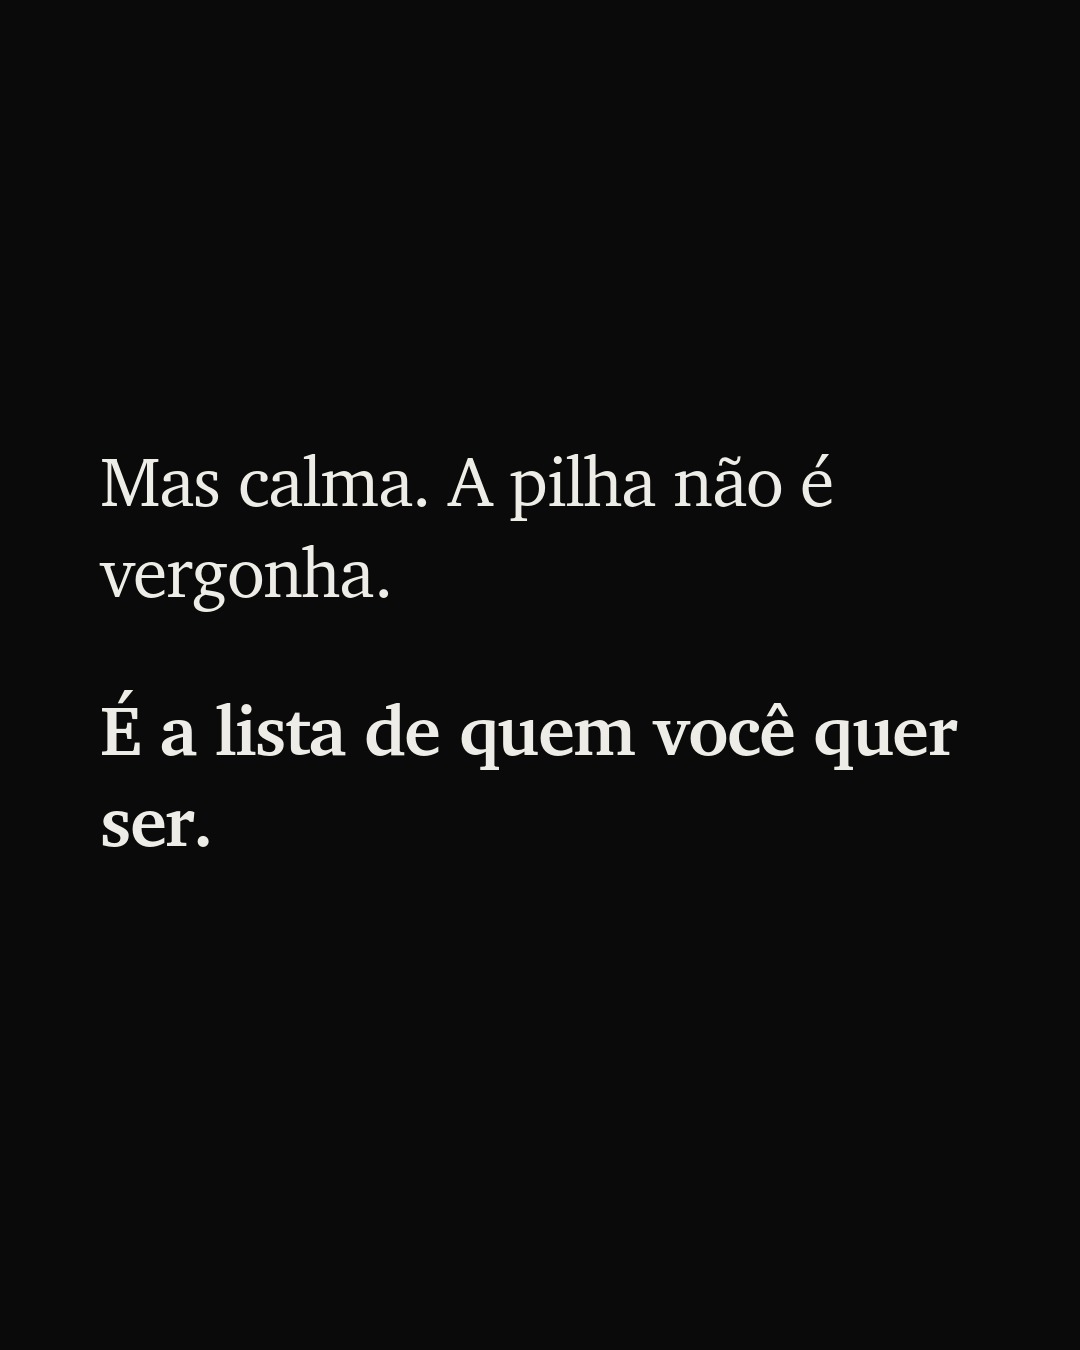 Mas calma. A pilha não é
vergonha.
É a lista de quem você quer
ser.